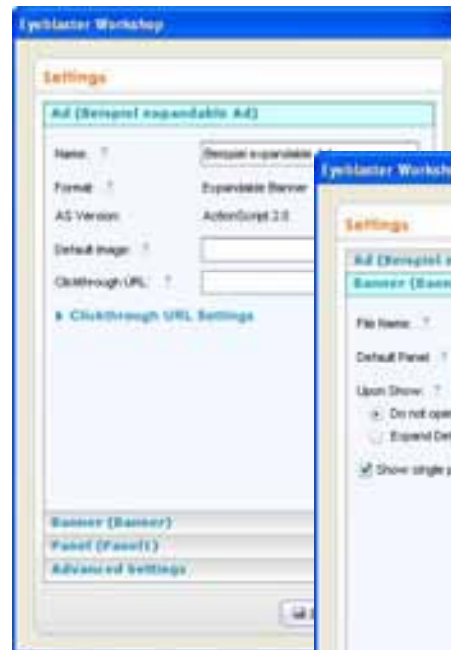 Eyeblaster Workshop
Settings
Ad (Beispiel expandable Ad)
Name: ?
Beispiel expandable
Format: ?
Expandable Banner
AS Version:
ActionScript 2.0
Default Image: ?
Clickthrough URL: ?
Clickthrough URL Settings
Banner (Banner)
Panel (Panel1)
Advanced Settings
Eyeblaster Worksh
Settings
Ad (Beispiel
Banner (Bann
File Name: ?
Default Panel ?
Upon Show: ?
Do not open
Expand Def
Show single p